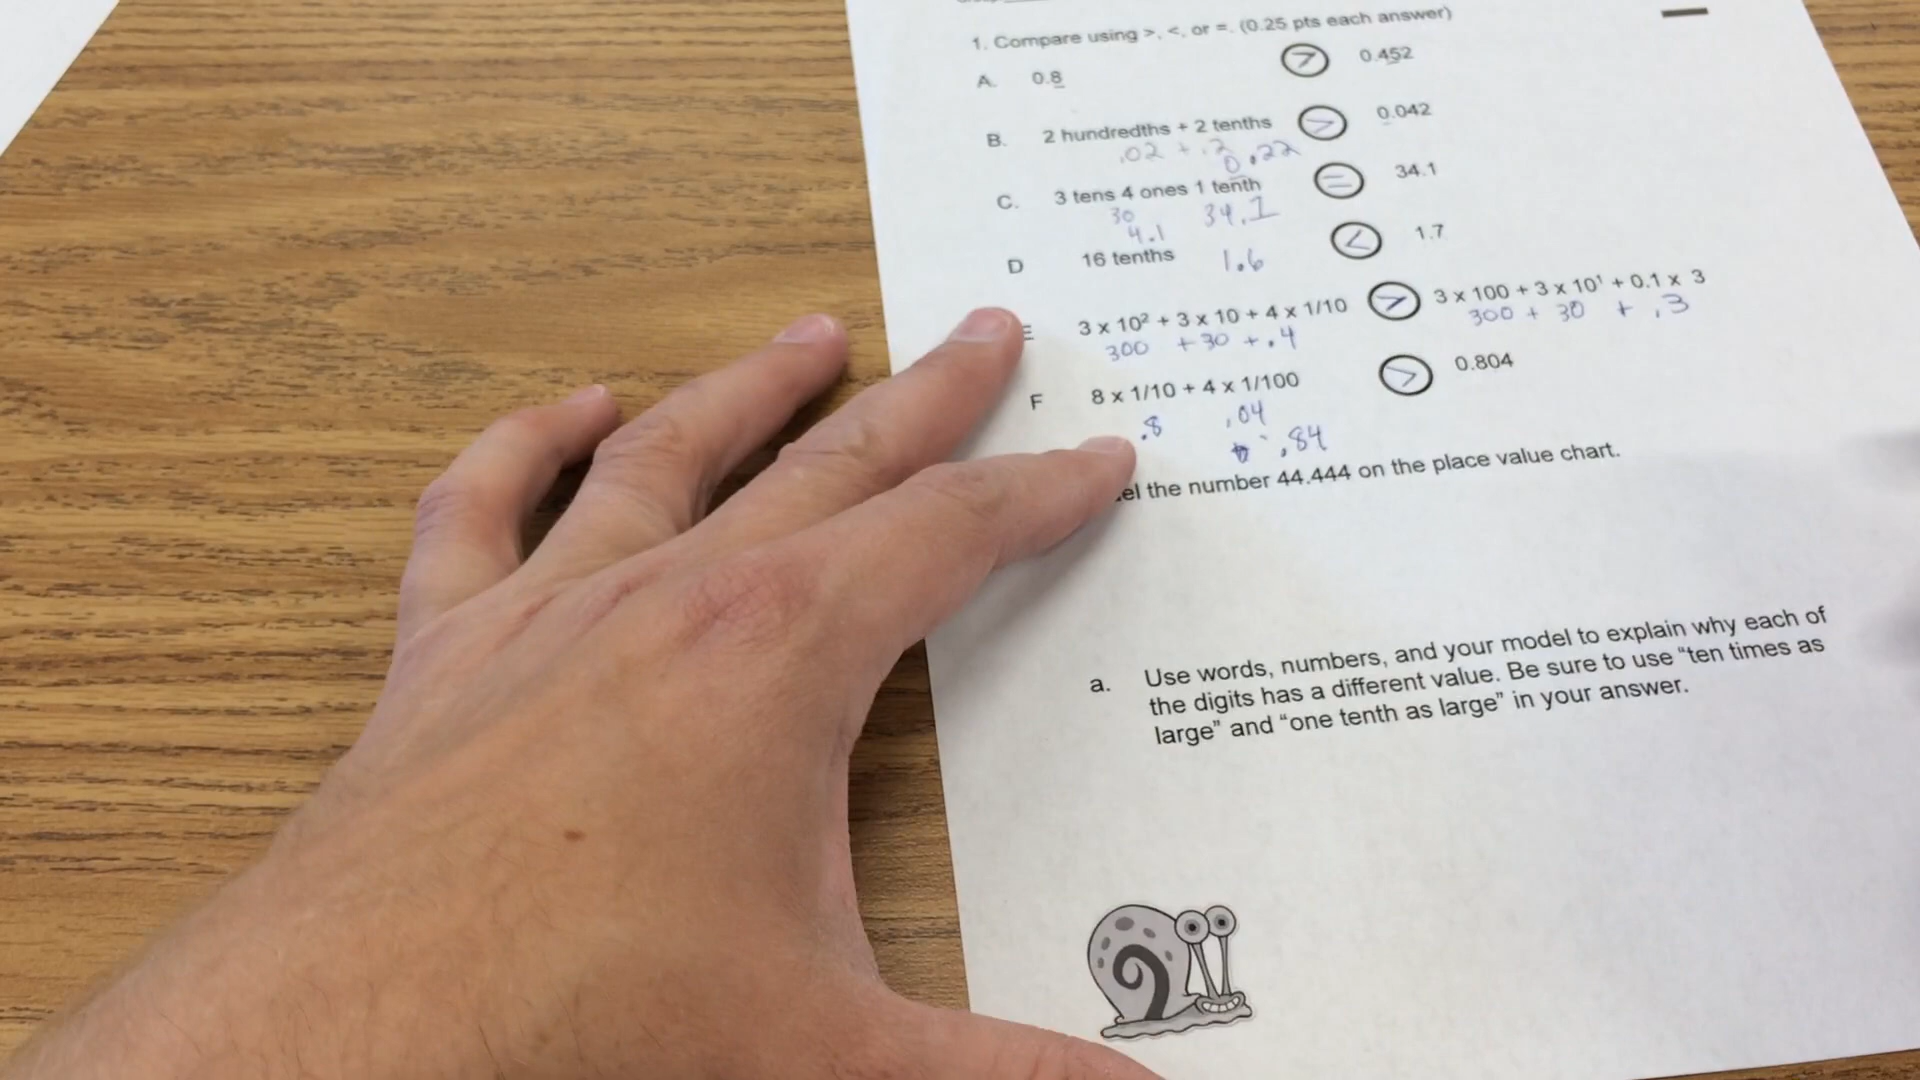 1. Compare using >, <, or =. (0.25 pts each answer)
A. 0.8 > 0.452
B. 2 hundredths + 2 tenths > 0.042
.02 + .2 0.22
C. 3 tens 4 ones 1 tenth = 34.1
30 34.1
4.1
D 16 tenths 1.6 < 1.7
E 3 x 10² + 3 x 10 + 4 x 1/10 > 3 x 100 + 3 x 10¹ + 0.1 x 3
300 + 30 + .4 300 + 30 + .3
F 8 x 1/10 + 4 x 1/100 > 0.804
.8 .04
.84
the number 44.444 on the place value chart.
a. Use words, numbers, and your model to explain why each of
the digits has a different value. Be sure to use “ten times as
large” and “one tenth as large” in your answer.